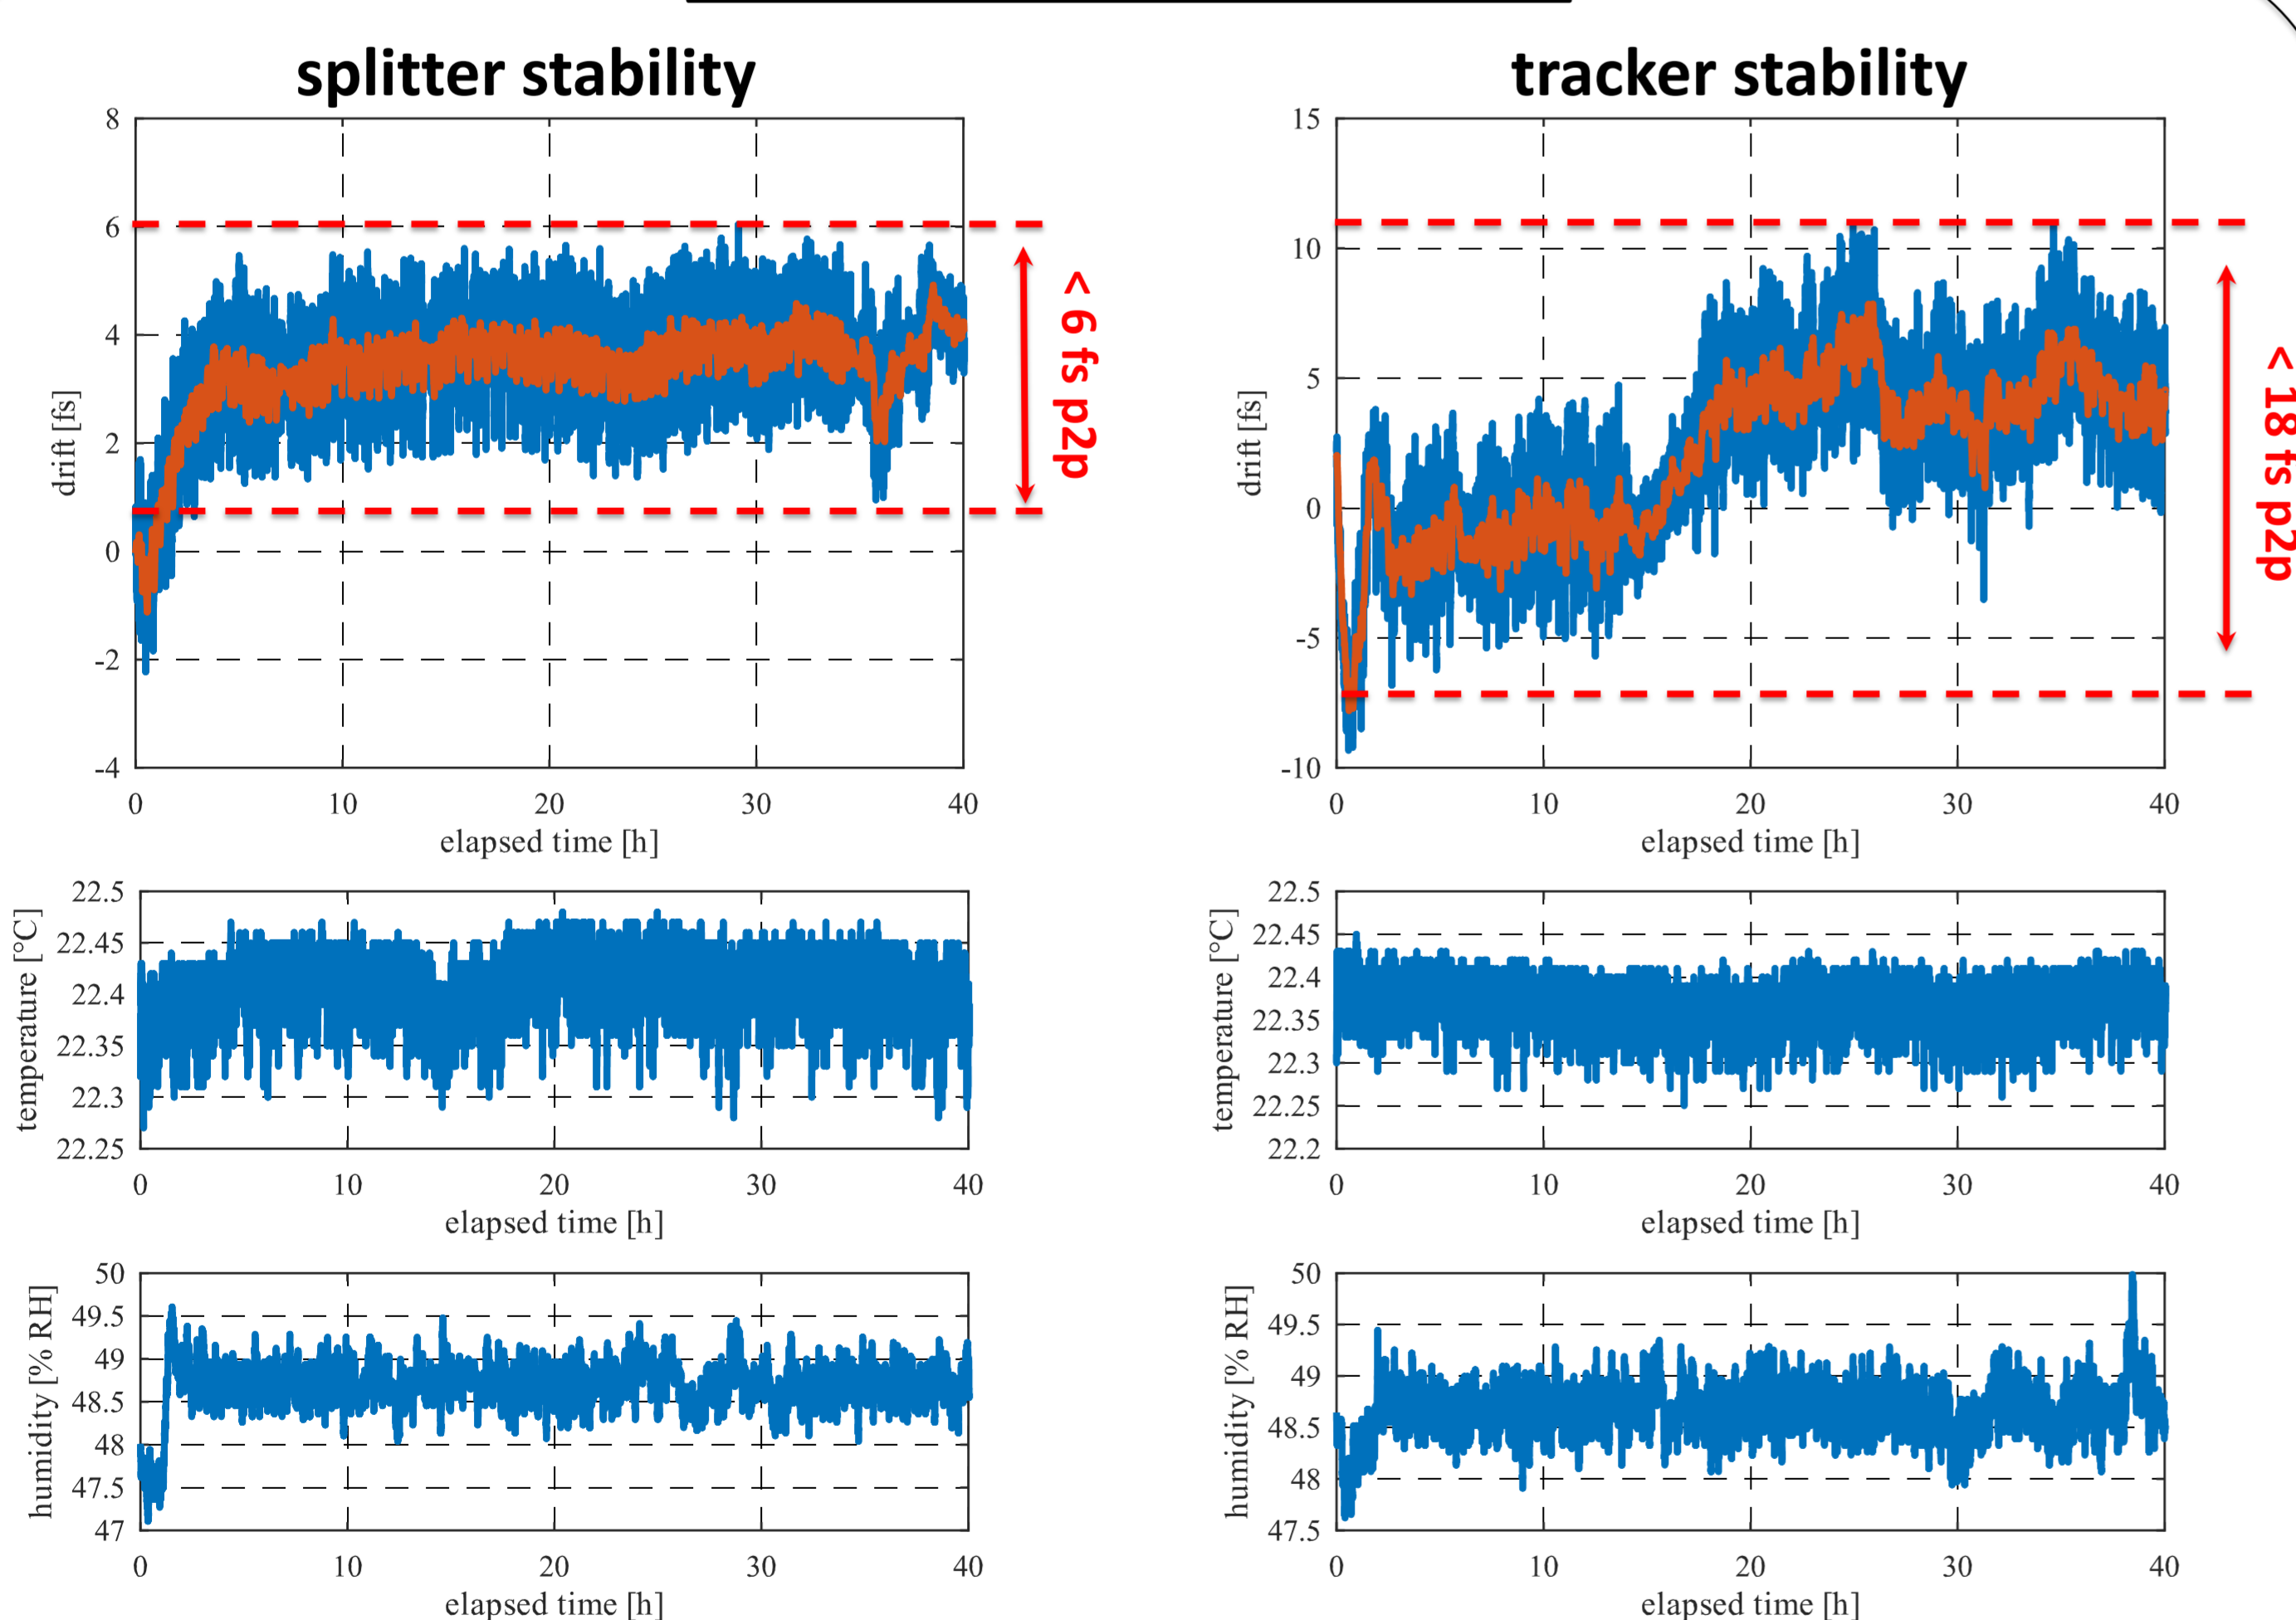 splitter stability
8
6
4
2
0
-2
-4
drift [fs]
0 10 20 30 40
elapsed time [h]
< 6 fs p2p
22.5
22.45
22.4
22.35
22.3
22.25
temperature [°C]
0 10 20 30 40
elapsed time [h]
50
49.5
49
48.5
48
47.5
47
humidity [% RH]
0 10 20 30 40
elapsed time [h]
tracker stability
15
10
5
0
-5
-10
drift [fs]
0 10 20 30 40
elapsed time [h]
< 18 fs p2p
22.5
22.45
22.4
22.35
22.3
22.25
22.2
temperature [°C]
0 10 20 30 40
elapsed time [h]
50
49.5
49
48.5
48
47.5
humidity [% RH]
0 10 20 30 40
elapsed time [h]